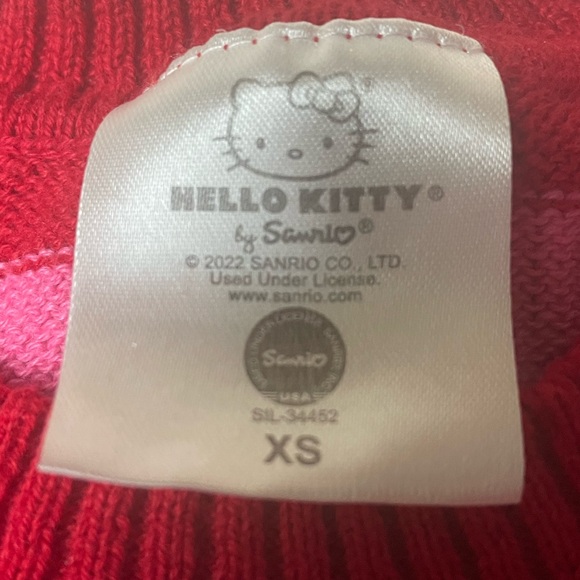 HELLO KITTY®
by Sanrio®
© 2022 SANRIO CO., LTD.
Used Under License.
www.sanrio.com
Sanrio
USA
SIL-34452
XS